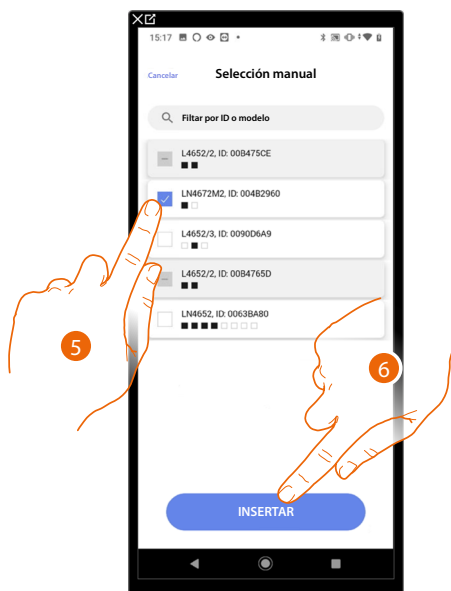 15:17
Cancelar
Selección manual
Filtar por ID o modelo
L4652/2, ID: 00B475CE
LN4672M2, ID: 004B2960
L4652/3, ID: 0090D6A9
L4652/2, ID: 00B4765D
LN4652, ID: 0063BA80
5
6
INSERTAR